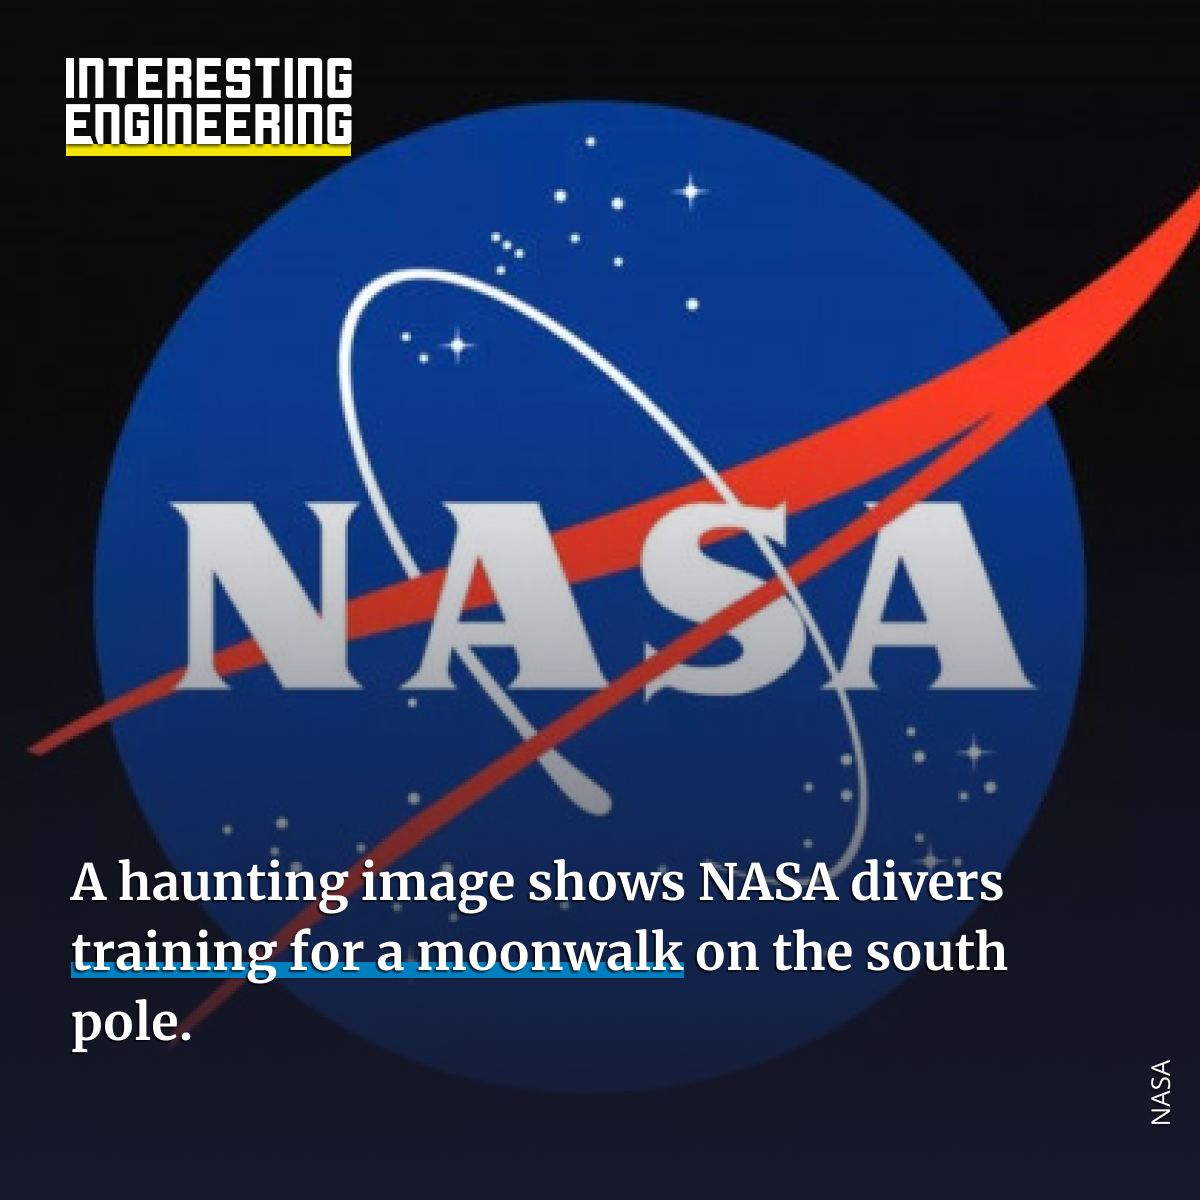 INTERESTING
ENGINEERING
NASA
A haunting image shows NASA divers
training for a moonwalk on the south
pole.
NASA